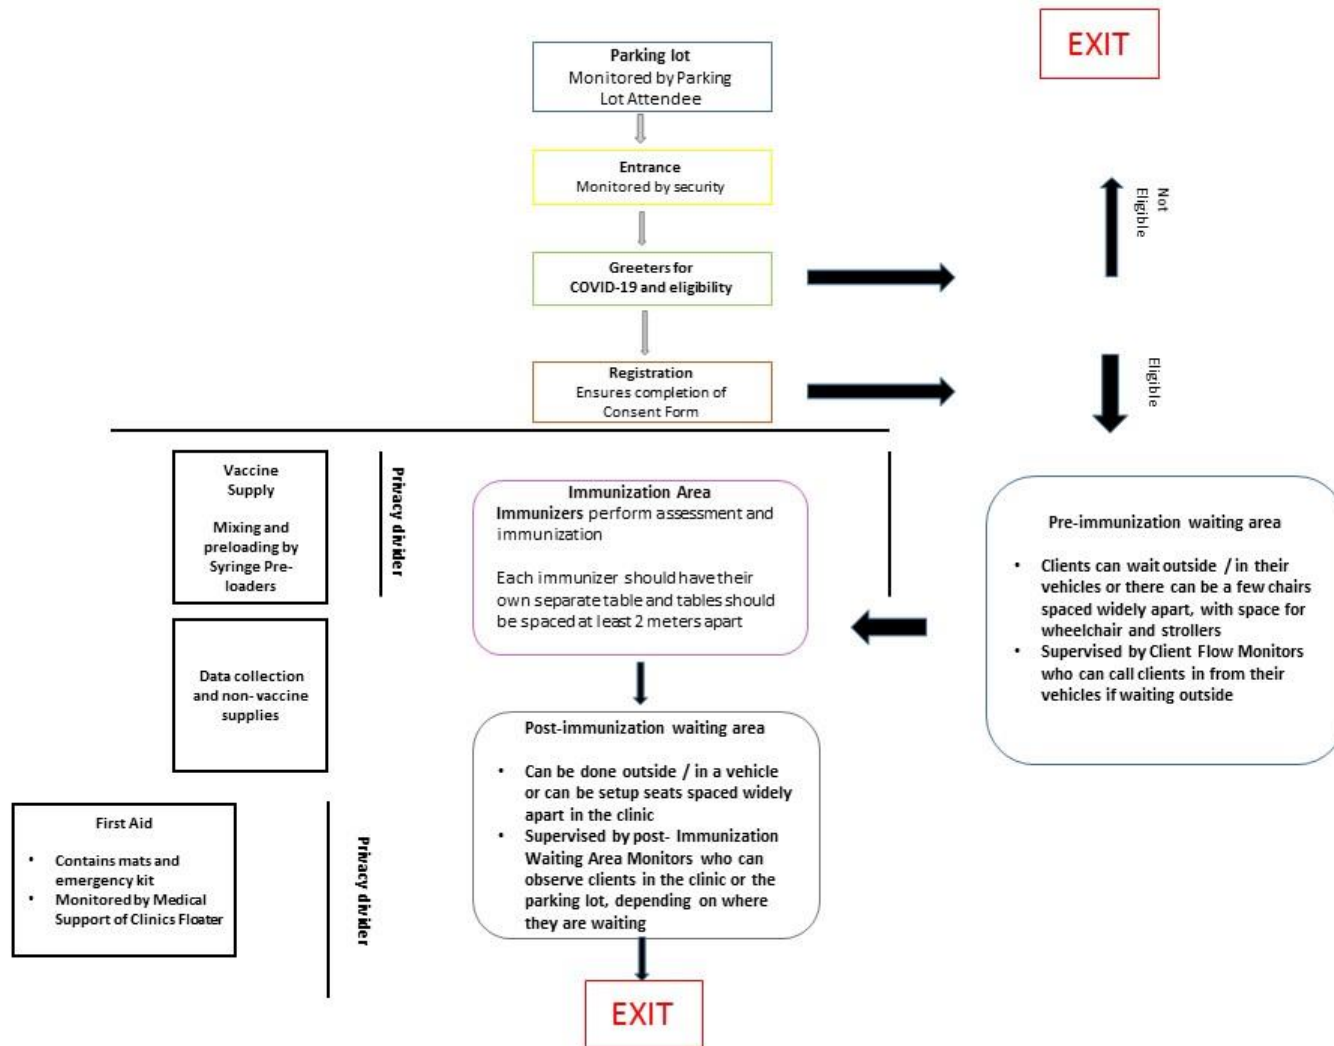 EXIT
Parking lot
Monitored by Parking
Lot Attendee
Entrance
Monitored by security
Not
Eligible
Greeters for
COVID-19 and eligibility
Eligible
Registration
Ensures completion of
Consent Form
Vaccine
Supply
Mixing and
preloading by
Syringe Pre-
loaders
Privacy divider
Immunization Area
Immunizers perform assessment and
immunization
Each immunizer should have their
own separate table and tables should
be spaced at least 2 meters apart
Pre-immunization waiting area
• Clients can wait outside / in their
vehicles or there can be a few chairs
spaced widely apart, with space for
wheelchair and strollers
• Supervised by Client Flow Monitors
who can call clients in from their
vehicles if waiting outside
Data collection
and non- vaccine
supplies
Post-immunization waiting area
• Can be done outside / in a vehicle
or can be setup seats spaced widely
apart in the clinic
• Supervised by post- Immunization
Waiting Area Monitors who can
observe clients in the clinic or the
parking lot, depending on where
they are waiting
First Aid
• Contains mats and
emergency kit
• Monitored by Medical
Support of Clinics Floater
Privacy divider
EXIT